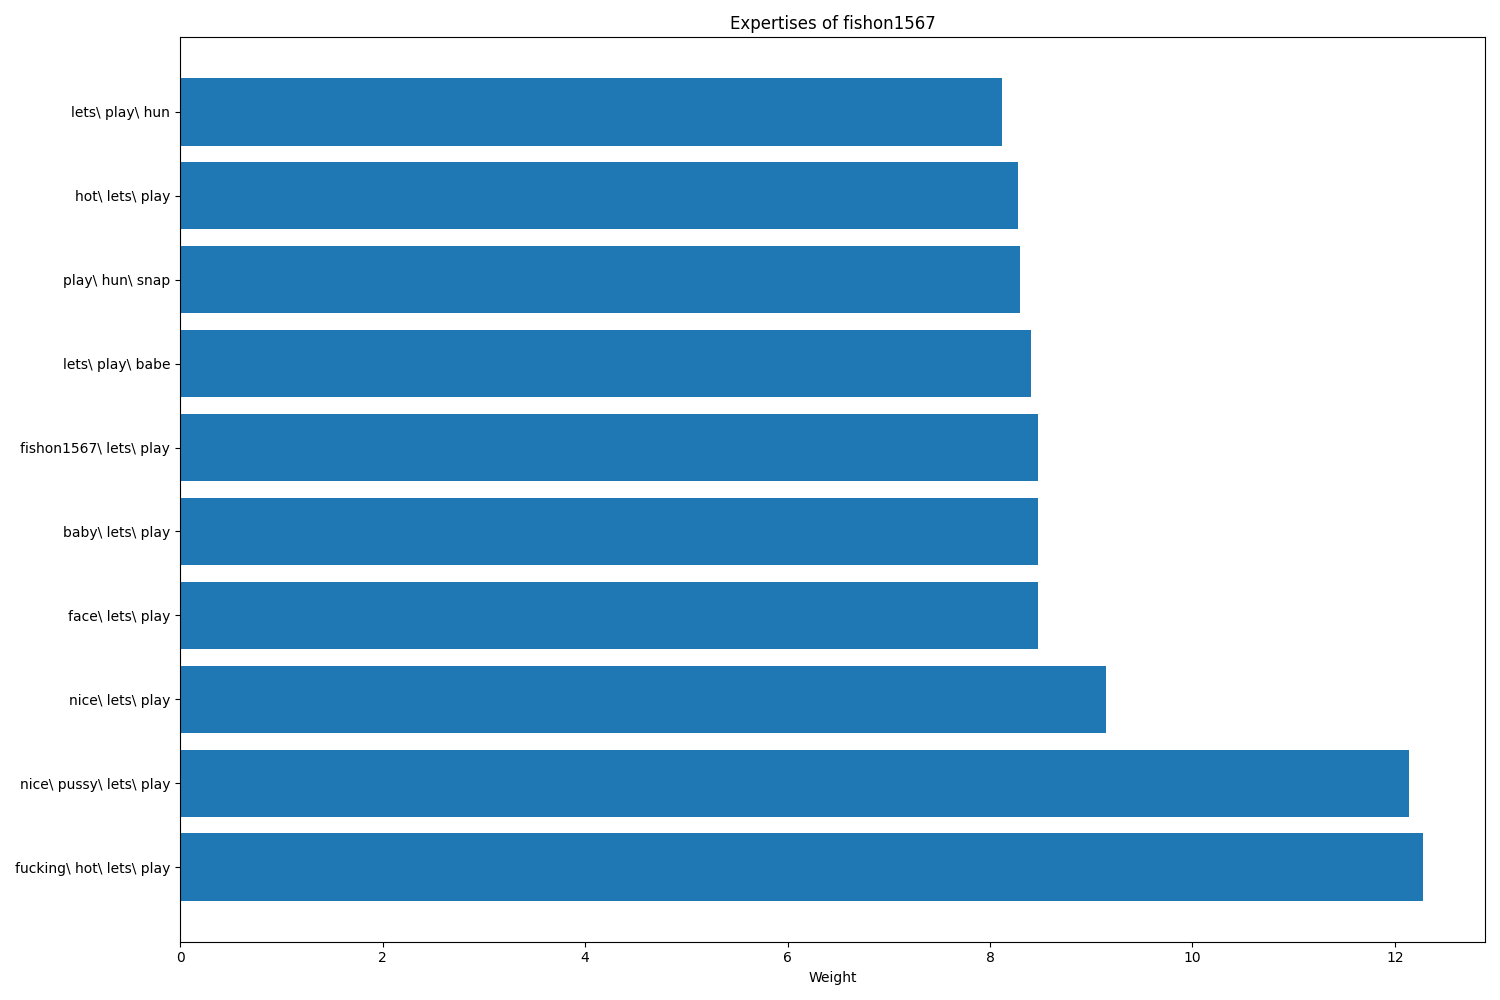 Expertises of fishon1567
lets\ play\ hun
hot\ lets\ play
play\ hun\ snap
lets\ play\ babe
fishon1567\ lets\ play
baby\ lets\ play
face\ lets\ play
nice\ lets\ play
nice\ pussy\ lets\ play
fucking\ hot\ lets\ play
0 2 4 6 8 10 12
Weight